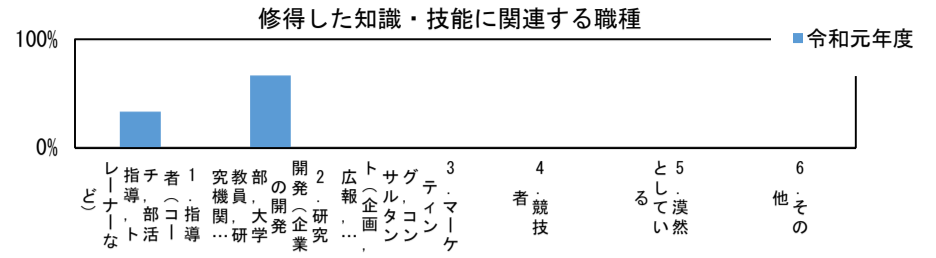 修得した知識・技能に関連する職種
100%
0%
令和元年度
1.指導
者（コー
チ，部活
指導，ト
レーナーな
ど）
2.研究
開発（企業
の開発
部，大学
教員，研
究機関…
3.マーケ
ティン
グ，コン
サルタン
ト（企画，
広報，…
4.競技
者
5.漠然
としてい
る
6.その
他